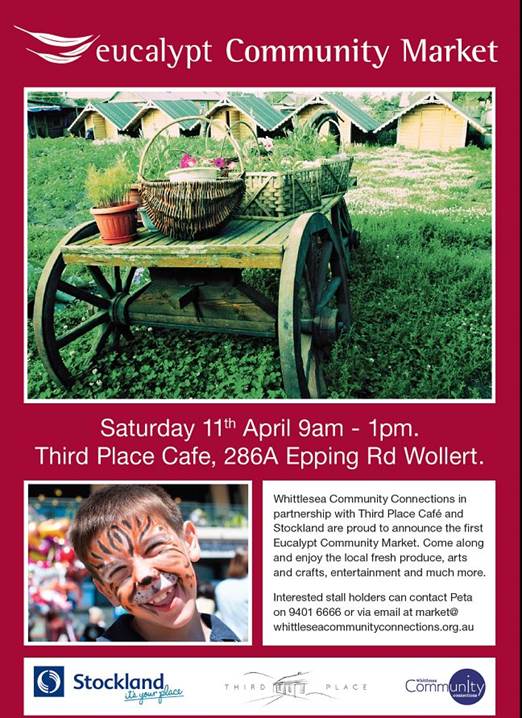 eucalypt Community Market
Saturday 11th April 9am - 1pm.
Third Place Cafe, 286A Epping Rd Wollert.
Whittlesea Community Connections in
partnership with Third Place Café and
Stockland are proud to announce the first
Eucalypt Community Market. Come along
and enjoy the local fresh produce, arts
and crafts, entertainment and much more.
Interested stall holders can contact Peta
on 9401 6666 or via email at market@
whittleseacommunityconnections.org.au
Stockland
it's your place
THIRD PLACE
whittlesea
Community
connections